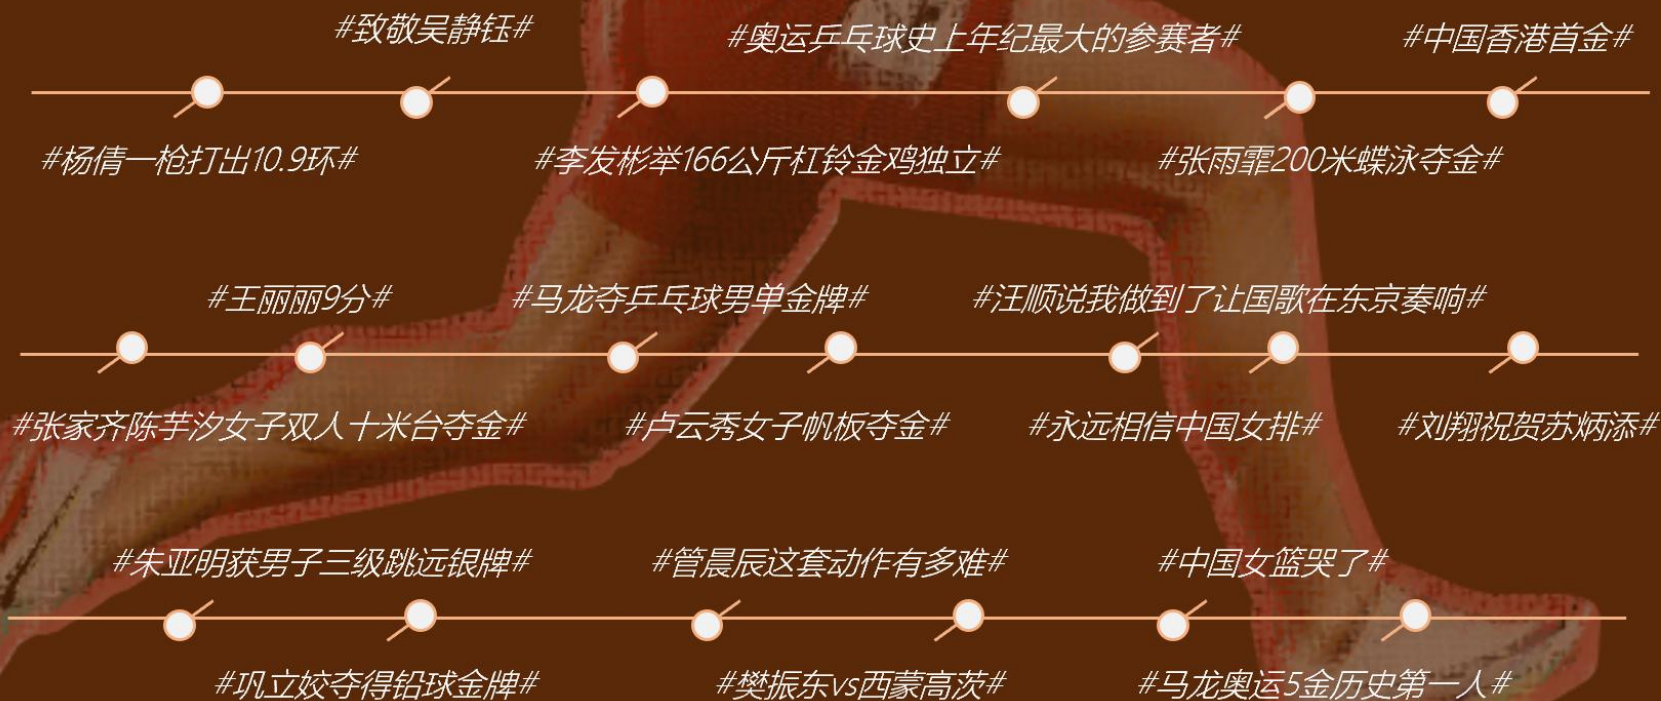 #致敬吴静钰#
#奥运乒乓球史上年纪最大的参赛者#
#中国香港首金#
#杨倩一枪打出10.9环#
#李发彬举166公斤杠铃金鸡独立#
#张雨霏200米蝶泳夺金#
#王丽丽9分#
#马龙夺乒乓球男单金牌#
#汪顺说我做到了让国歌在东京奏响#
#张家齐陈芋汐女子双人十米台夺金#
#卢云秀女子帆板夺金#
#永远相信中国女排#
#刘翔祝贺苏炳添#
#朱亚明获男子三级跳远银牌#
#管晨辰这套动作有多难#
#中国女篮哭了#
#巩立姣夺得铅球金牌#
#樊振东vs西蒙高茨#
#马龙奥运5金历史第一人#